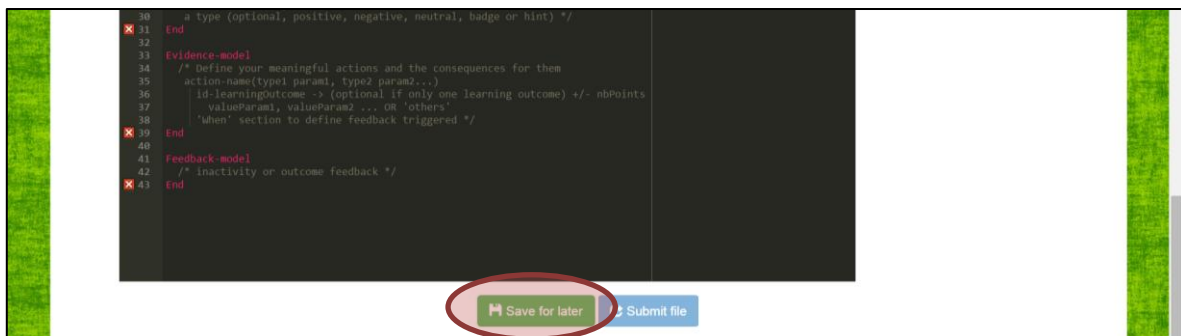 30 a type (optional, positive, negative, neutral, badge or hint) */
31 End
32
33 Evidence-model
34 /* Define your meaningful actions and the consequences for them
35 action-name(type1 param1, type2 param2...)
36 id-learningOutcome -> (optional if only one learning outcome) +/- nbPoints
37 valueParam1, valueParam2 ... OR 'others'
38 'When' section to define feedback triggered */
39 End
40
41 Feedback-model
42 /* inactivity or outcome feedback */
43 End
Save for later Submit file